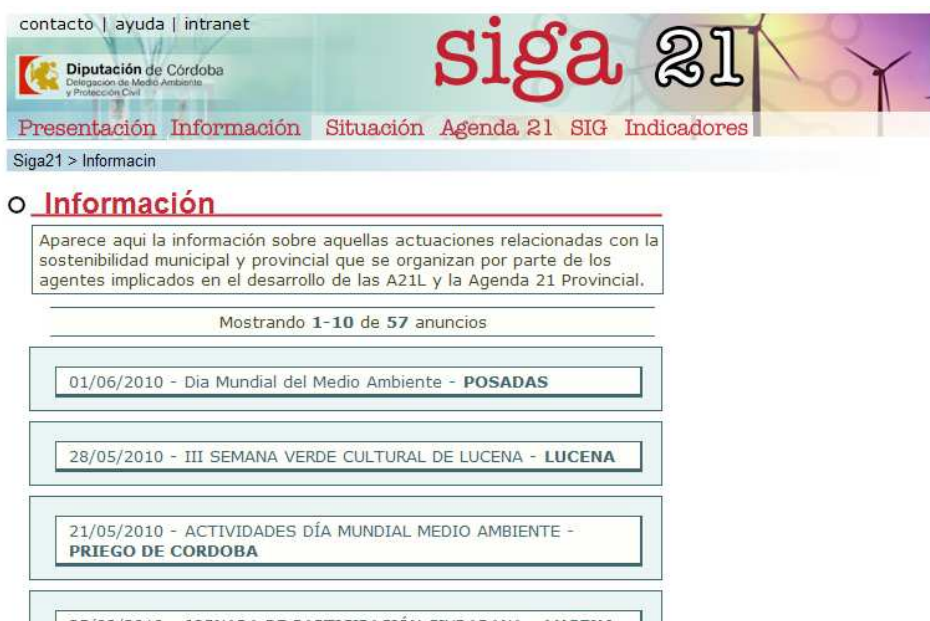 contacto | ayuda | intranet
siga 21
Diputación de Córdoba
Delegación de Medio Ambiente
y Protección Civil
Presentación Información Situación Agenda 21 SIG Indicadores
Siga21 > Informacin
Información
Aparece aqui la información sobre aquellas actuaciones relacionadas con la
sostenibilidad municipal y provincial que se organizan por parte de los
agentes implicados en el desarrollo de las A21L y la Agenda 21 Provincial.
Mostrando 1-10 de 57 anuncios
01/06/2010 - Dia Mundial del Medio Ambiente - POSADAS
28/05/2010 - III SEMANA VERDE CULTURAL DE LUCENA - LUCENA
21/05/2010 - ACTIVIDADES DÍA MUNDIAL MEDIO AMBIENTE -
PRIEGO DE CORDOBA